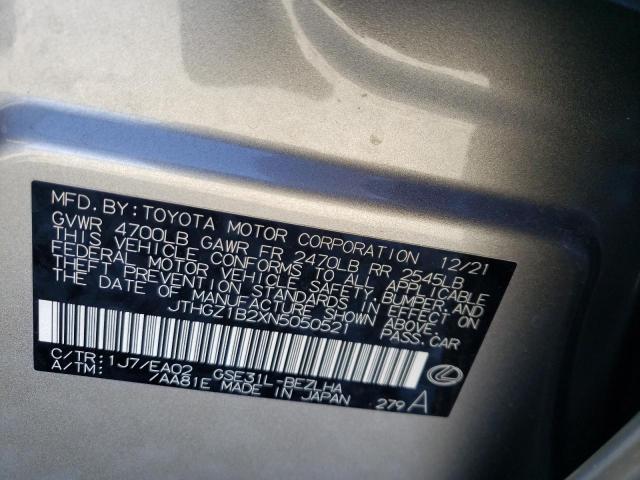 MFD. BY: TOYOTA MOTOR CORPORATION 12/21
GVWR 4700LB GAWR FR 2470LB RR 2545LB
THIS VEHICLE CONFORMS TO ALL APPLICABLE
FEDERAL MOTOR VEHICLE SAFETY, BUMPER, AND
THEFT PREVENTION STANDARDS IN EFFECT ON
THE DATE OF MANUFACTURE SHOWN ABOVE.
JTHGZ1B2XN5050521 PASS.CAR
C/TR: 1J7/EA02 GSE31L-BEZLHA
A/TM: /AA81E MADE IN JAPAN
279 A